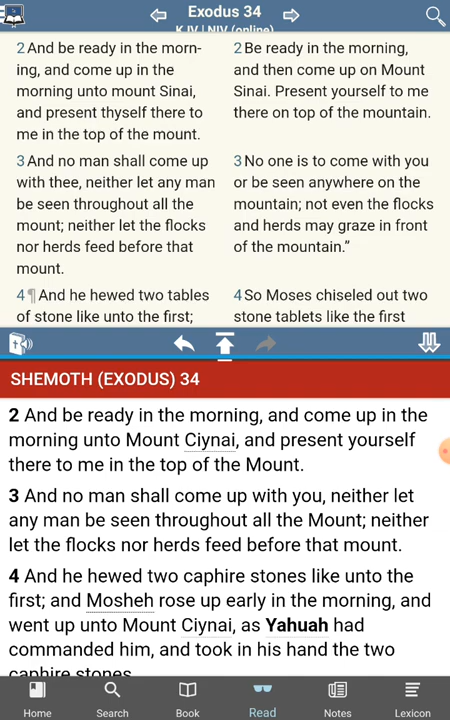 Exodus 34
KJV | NIV (online)
2 And be ready in the morn-
ing, and come up in the
morning unto mount Sinai,
and present thyself there to
me in the top of the mount.
3 And no man shall come up
with thee, neither let any man
be seen throughout all the
mount; neither let the flocks
nor herds feed before that
mount.
4 ¶ And he hewed two tables
of stone like unto the first;
2 Be ready in the morning,
and then come up on Mount
Sinai. Present yourself to me
there on top of the mountain.
3 No one is to come with you
or be seen anywhere on the
mountain; not even the flocks
and herds may graze in front
of the mountain.”
4 So Moses chiseled out two
stone tablets like the first
SHEMOTH (EXODUS) 34
2 And be ready in the morning, and come up in the
morning unto Mount Ciynai, and present yourself
there to me in the top of the Mount.
3 And no man shall come up with you, neither let
any man be seen throughout all the Mount; neither
let the flocks nor herds feed before that mount.
4 And he hewed two caphire stones like unto the
first; and Mosheh rose up early in the morning, and
went up unto Mount Ciynai, as Yahuah had
commanded him, and took in his hand the two
caphire stones.
Home
Search
Book
Read
Notes
Lexicon